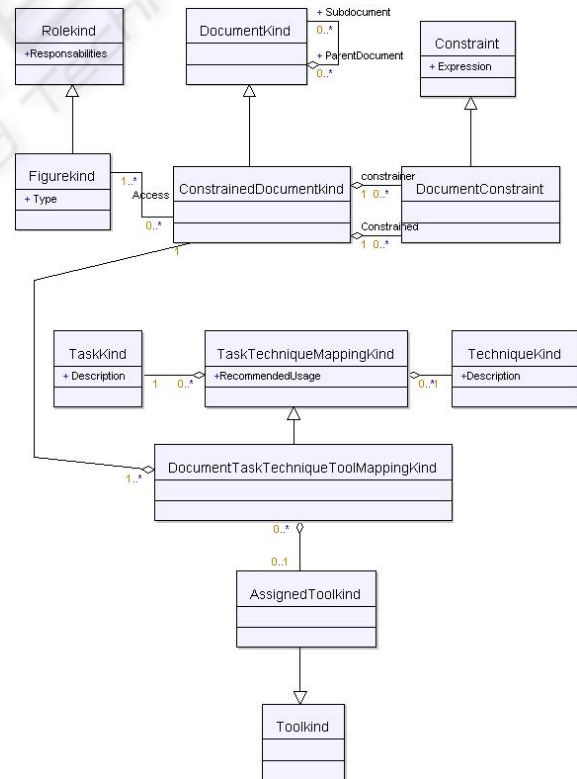 Techn
Rolekind
+Responsabilities
DocumentKind
+ Subdocument
0..*
+ ParentDocument
0..*
Constraint
+ Expression
Figurekind
+ Type
1..*
Access
0..*
ConstrainedDocumentkind
constrainer
1 0..*
Constrained
1 0..*
DocumentConstraint
1
TaskKind
+ Description
1 0..*
TaskTechniqueMappingKind
+RecommendedUsage
0..*1
TechniqueKind
+Description
DocumentTaskTechniqueToolMappingKind
1..*
0..*
0..1
AssignedToolkind
Toolkind